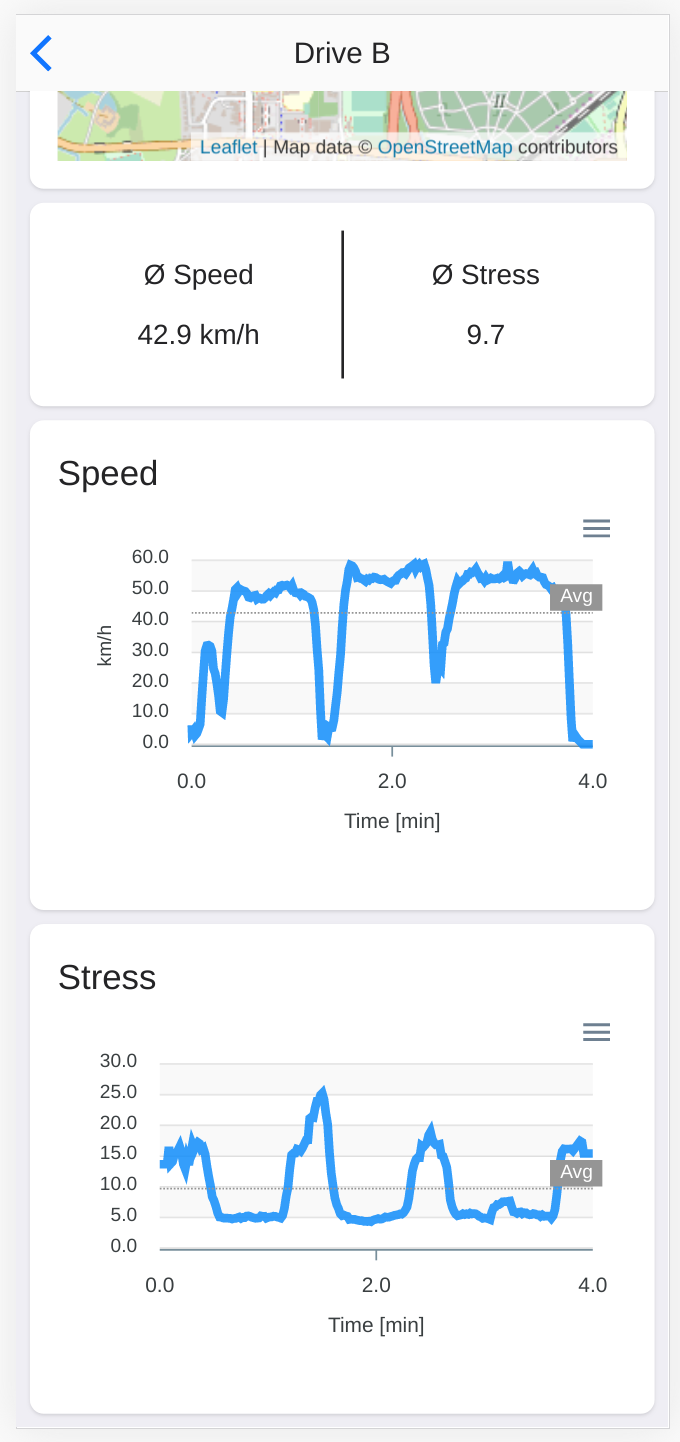 Drive B
II
Leaflet | Map data © OpenStreetMap contributors
Ø Speed
42.9 km/h
Ø Stress
9.7
Speed
60.0
50.0
40.0
30.0
20.0
10.0
0.0
km/h
Avg
0.0 2.0 4.0
Time [min]
Stress
30.0
25.0
20.0
15.0
10.0
5.0
0.0
Avg
0.0 2.0 4.0
Time [min]